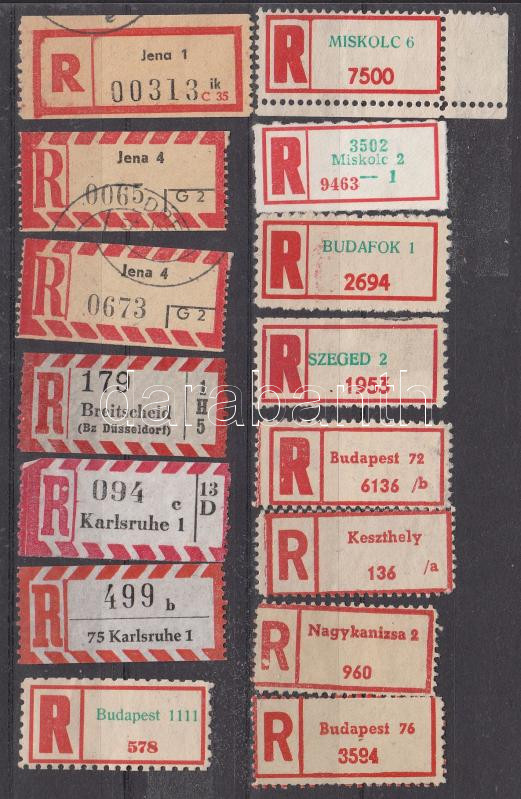 R
Jena 1
00313 ik
C 35
R
Jena 4
0065 G 2
R
Jena 4
0673 G 2
R
179
Breitscheid
(Bz Düsseldorf)
1
H
5
R
094 c
Karlsruhe 1
13
D
R
499 b
75 Karlsruhe 1
R
Budapest 1111
578
R
MISKOLC 6
7500
R
3502
Miskolc 2
9463 — 1
R
BUDAFOK 1
2694
R
SZEGED 2
1953
R
Budapest 72
6136 /b
R
Keszthely
136 /a
R
Nagykanizsa 2
960
R
Budapest 76
3594
darabanth